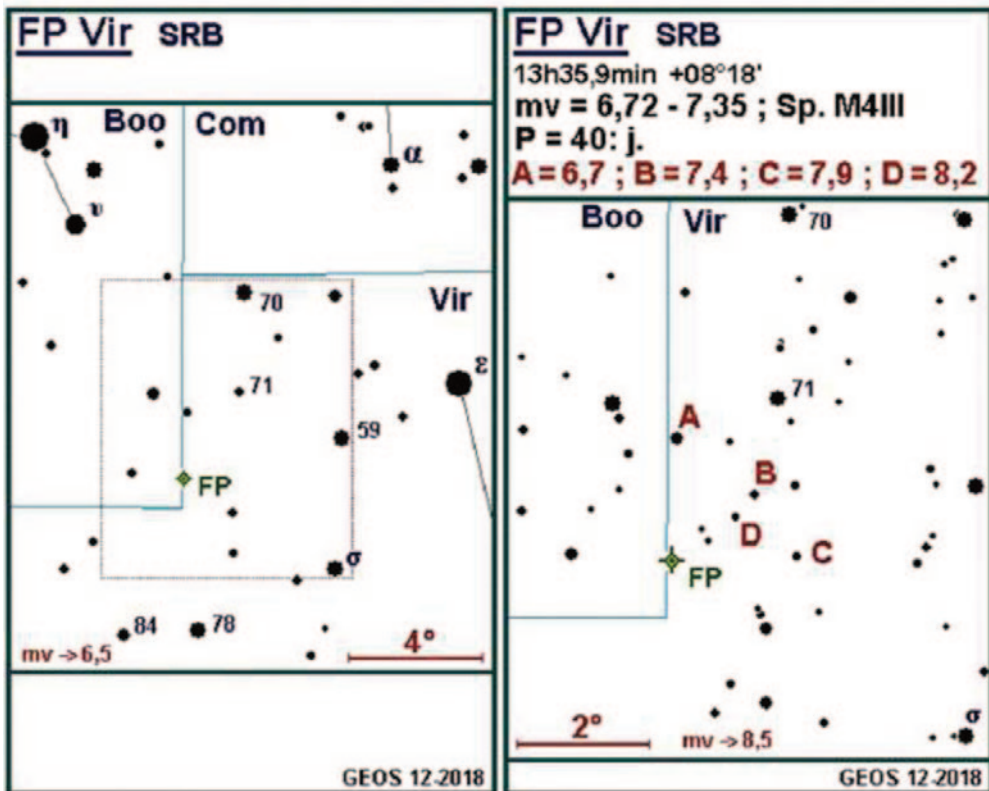 FP Vir SRB
Boo Com
η
α
υ
Vir
70
ε
71
59
FP
σ
84 78
4°
mv -> 6,5
GEOS 12-2018
FP Vir SRB
13h35,9min +08°18'
mv = 6,72 - 7,35 ; Sp. M4III
P = 40: j.
A = 6,7 ; B = 7,4 ; C = 7,9 ; D = 8,2
Boo Vir
70
71
A
B
D
C
FP
σ
2°
mv -> 8,5
GEOS 12-2018